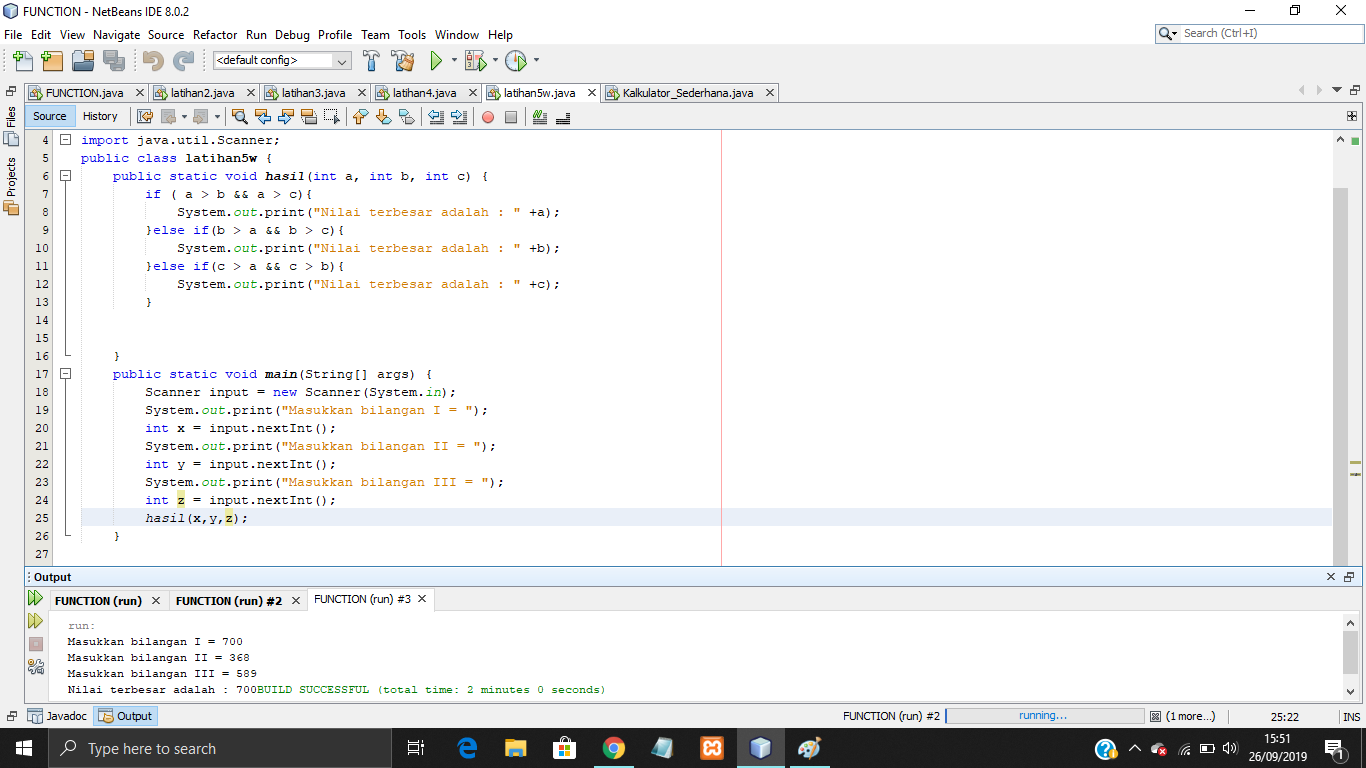 FUNCTION - NetBeans IDE 8.0.2
File Edit View Navigate Source Refactor Run Debug Profile Team Tools Window Help
Search (Ctrl+I)
<default config>
FUNCTION.java latihan2.java latihan3.java latihan4.java latihan5w.java Kalkulator_Sederhana.java
Files
Projects
Source History
4 import java.util.Scanner;
5 public class latihan5w {
6 public static void hasil(int a, int b, int c) {
7 if ( a > b && a > c){
8 System.out.print("Nilai terbesar adalah : " +a);
9 }else if(b > a && b > c){
10 System.out.print("Nilai terbesar adalah : " +b);
11 }else if(c > a && c > b){
12 System.out.print("Nilai terbesar adalah : " +c);
13 }
14
15
16 }
17 public static void main(String[] args) {
18 Scanner input = new Scanner(System.in);
19 System.out.print("Masukkan bilangan I = ");
20 int x = input.nextInt();
21 System.out.print("Masukkan bilangan II = ");
22 int y = input.nextInt();
23 System.out.print("Masukkan bilangan III = ");
24 int z = input.nextInt();
25 hasil(x,y,z);
26 }
27
Output
FUNCTION (run) FUNCTION (run) #2 FUNCTION (run) #3
run:
Masukkan bilangan I = 700
Masukkan bilangan II = 368
Masukkan bilangan III = 589
Nilai terbesar adalah : 700BUILD SUCCESSFUL (total time: 2 minutes 0 seconds)
Javadoc Output FUNCTION (run) #2 running... (1 more...) 25:22 INS
Type here to search
15:51
26/09/2019
1